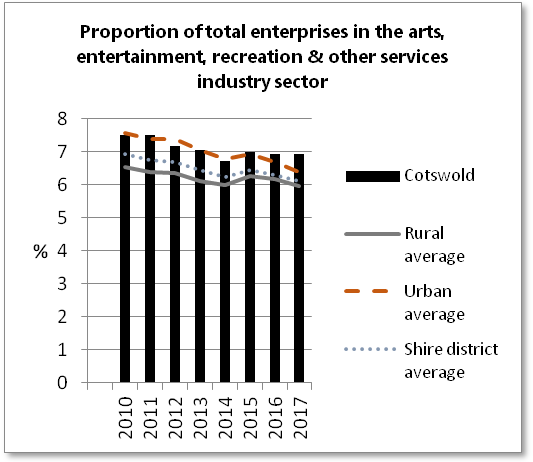 Proportion of total enterprises in the arts,
entertainment, recreation & other services
industry sector
8
7
6
5
% 4
3
2
1
0
2010 2011 2012 2013 2014 2015 2016 2017
Cotswold
Rural
average
Urban
average
Shire district
average